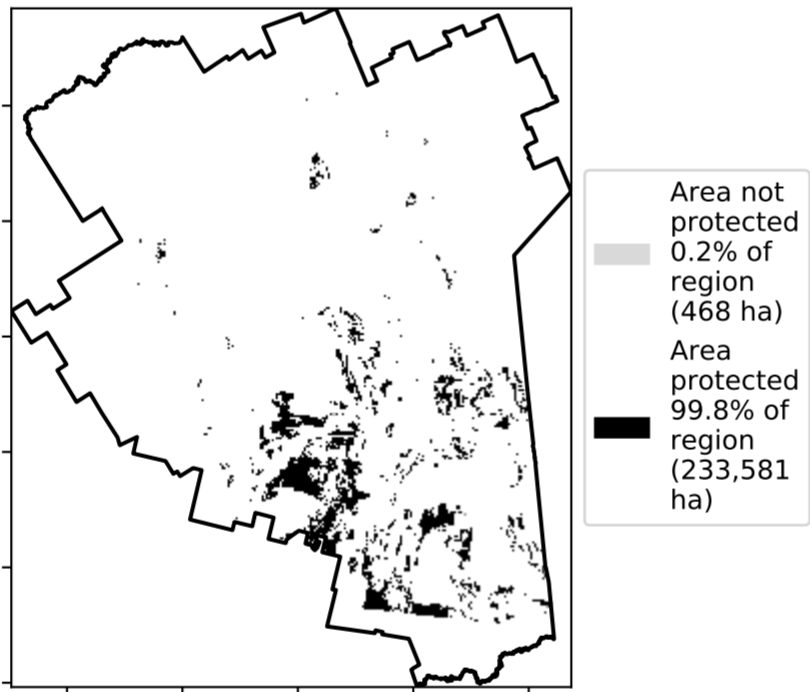 Area not
protected
0.2% of
region
(468 ha)
Area
protected
99.8% of
region
(233,581
ha)